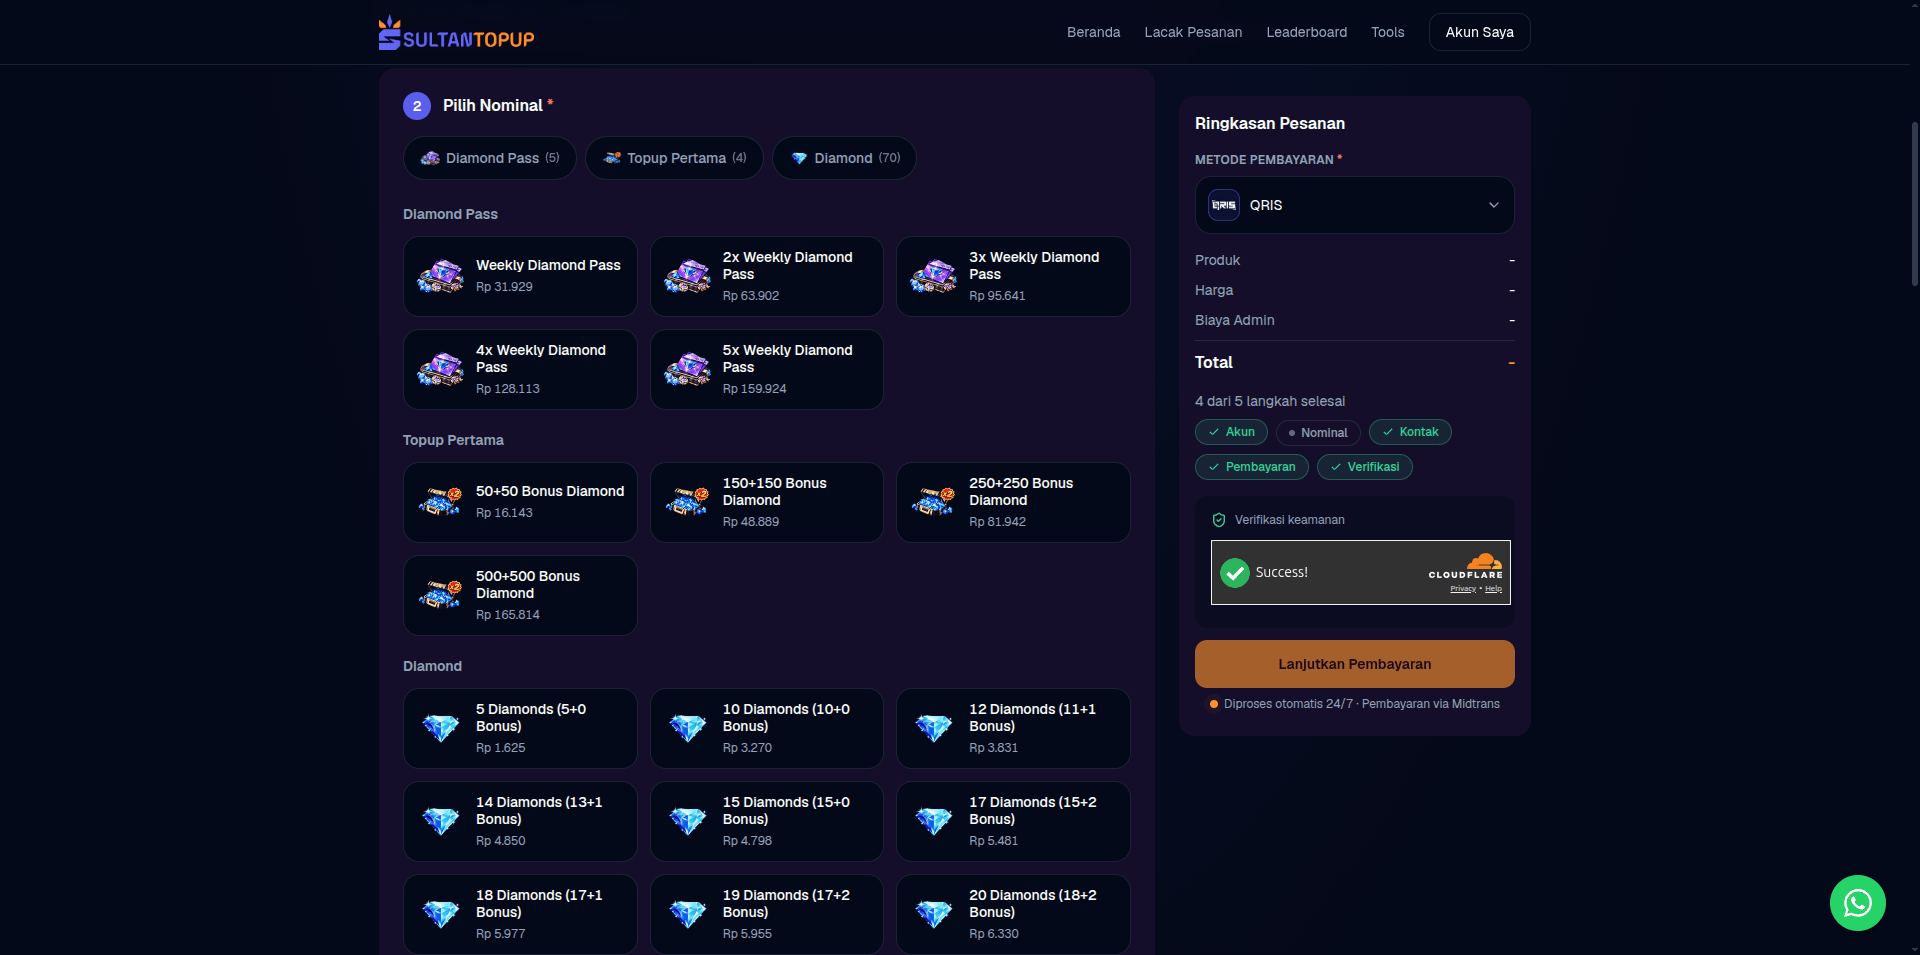 SULTANTOPUP
Beranda
Lacak Pesanan
Leaderboard
Tools
Akun Saya
2
Pilih Nominal *
Diamond Pass (5)
Topup Pertama (4)
Diamond (70)
Diamond Pass
Weekly Diamond Pass
Rp 31.929
2x Weekly Diamond
Pass
Rp 63.902
3x Weekly Diamond
Pass
Rp 95.641
4x Weekly Diamond
Pass
Rp 128.113
5x Weekly Diamond
Pass
Rp 159.924
Topup Pertama
50+50 Bonus Diamond
Rp 16.143
150+150 Bonus
Diamond
Rp 48.889
250+250 Bonus
Diamond
Rp 81.942
500+500 Bonus
Diamond
Rp 165.814
Diamond
5 Diamonds (5+0
Bonus)
Rp 1.625
10 Diamonds (10+0
Bonus)
Rp 3.270
12 Diamonds (11+1
Bonus)
Rp 3.831
14 Diamonds (13+1
Bonus)
Rp 4.850
15 Diamonds (15+0
Bonus)
Rp 4.798
17 Diamonds (15+2
Bonus)
Rp 5.481
18 Diamonds (17+1
Bonus)
Rp 5.977
19 Diamonds (17+2
Bonus)
Rp 5.955
20 Diamonds (18+2
Bonus)
Rp 6.330
Ringkasan Pesanan
METODE PEMBAYARAN *
QRIS
QRIS
Produk -
Harga -
Biaya Admin -
Total -
4 dari 5 langkah selesai
Akun
Nominal
Kontak
Pembayaran
Verifikasi
Verifikasi keamanan
Success!
CLOUDFLARE
Privacy • Help
Lanjutkan Pembayaran
Diproses otomatis 24/7 · Pembayaran via Midtrans